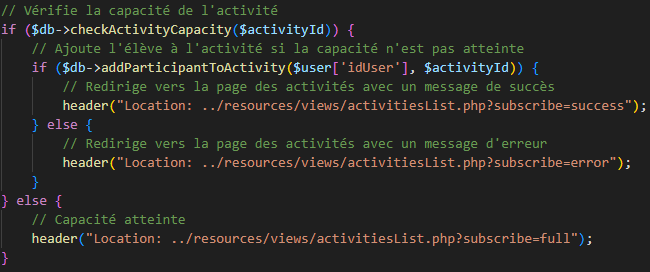 // Vérifie la capacité de l'activité
if ($db->checkActivityCapacity($activityId)) {
// Ajoute l'élève à l'activité si la capacité n'est pas atteinte
if ($db->addParticipantToActivity($user['idUser'], $activityId)) {
// Redirige vers la page des activités avec un message de succès
header("Location: ../resources/views/activitiesList.php?subscribe=success");
} else {
// Redirige vers la page des activités avec un message d'erreur
header("Location: ../resources/views/activitiesList.php?subscribe=error");
}
} else {
// Capacité atteinte
header("Location: ../resources/views/activitiesList.php?subscribe=full");
}